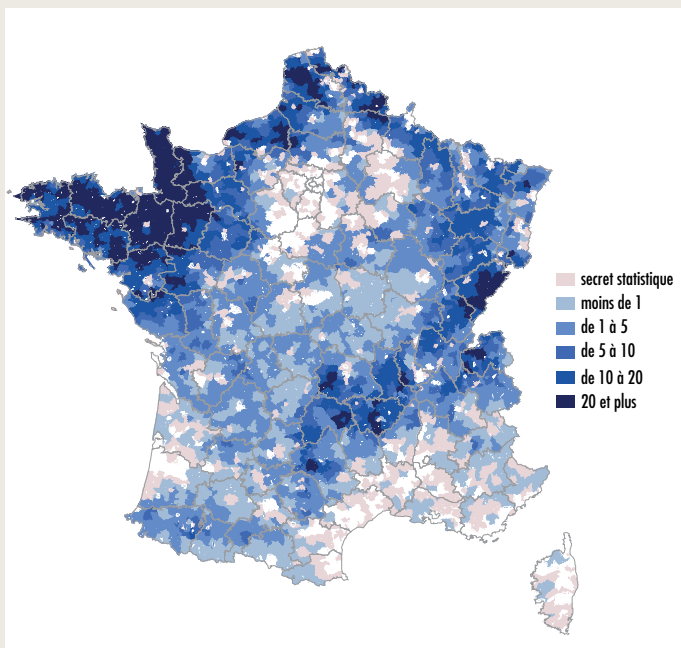 secret statistique
moins de 1
de 1 à 5
de 5 à 10
de 10 à 20
20 et plus